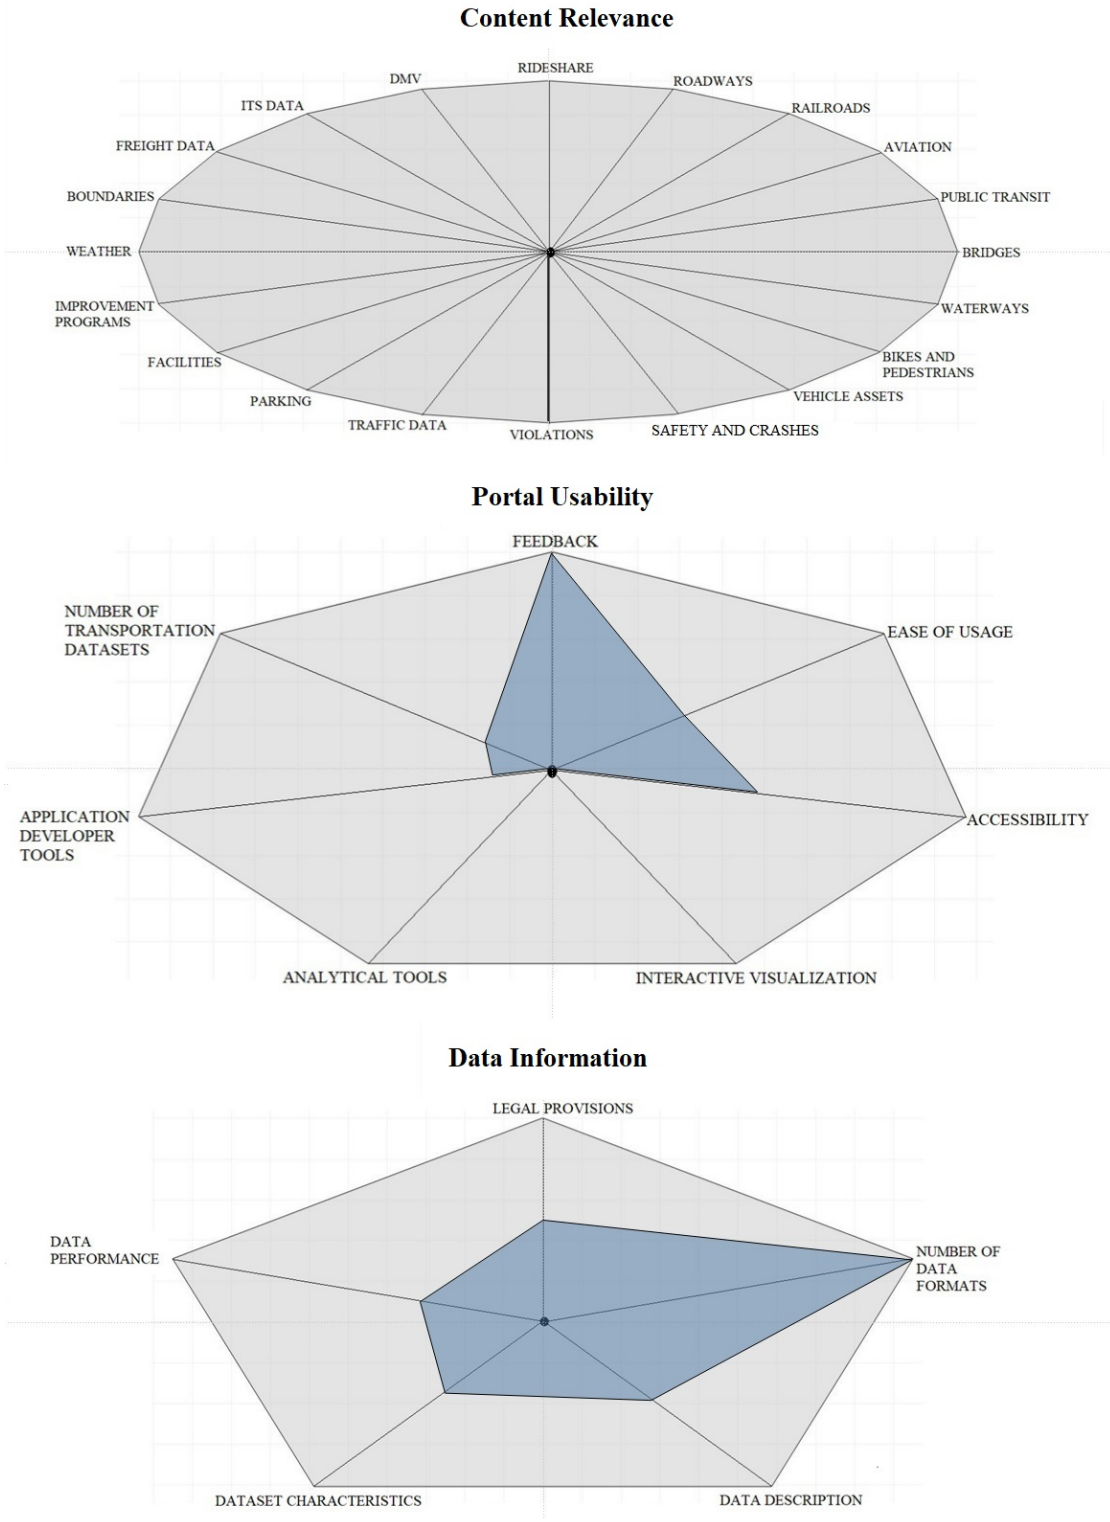 Content Relevance
RIDESHARE
DMV
ROADWAYS
ITS DATA
RAILROADS
FREIGHT DATA
AVIATION
BOUNDARIES
PUBLIC TRANSIT
WEATHER
BRIDGES
IMPROVEMENT
PROGRAMS
WATERWAYS
FACILITIES
BIKES AND
PEDESTRIANS
PARKING
VEHICLE ASSETS
TRAFFIC DATA
VIOLATIONS
SAFETY AND CRASHES
Portal Usability
FEEDBACK
NUMBER OF
TRANSPORTATION
DATASETS
EASE OF USAGE
APPLICATION
DEVELOPER
TOOLS
ACCESSIBILITY
ANALYTICAL TOOLS
INTERACTIVE VISUALIZATION
Data Information
LEGAL PROVISIONS
DATA
PERFORMANCE
NUMBER OF
DATA
FORMATS
DATASET CHARACTERISTICS
DATA DESCRIPTION